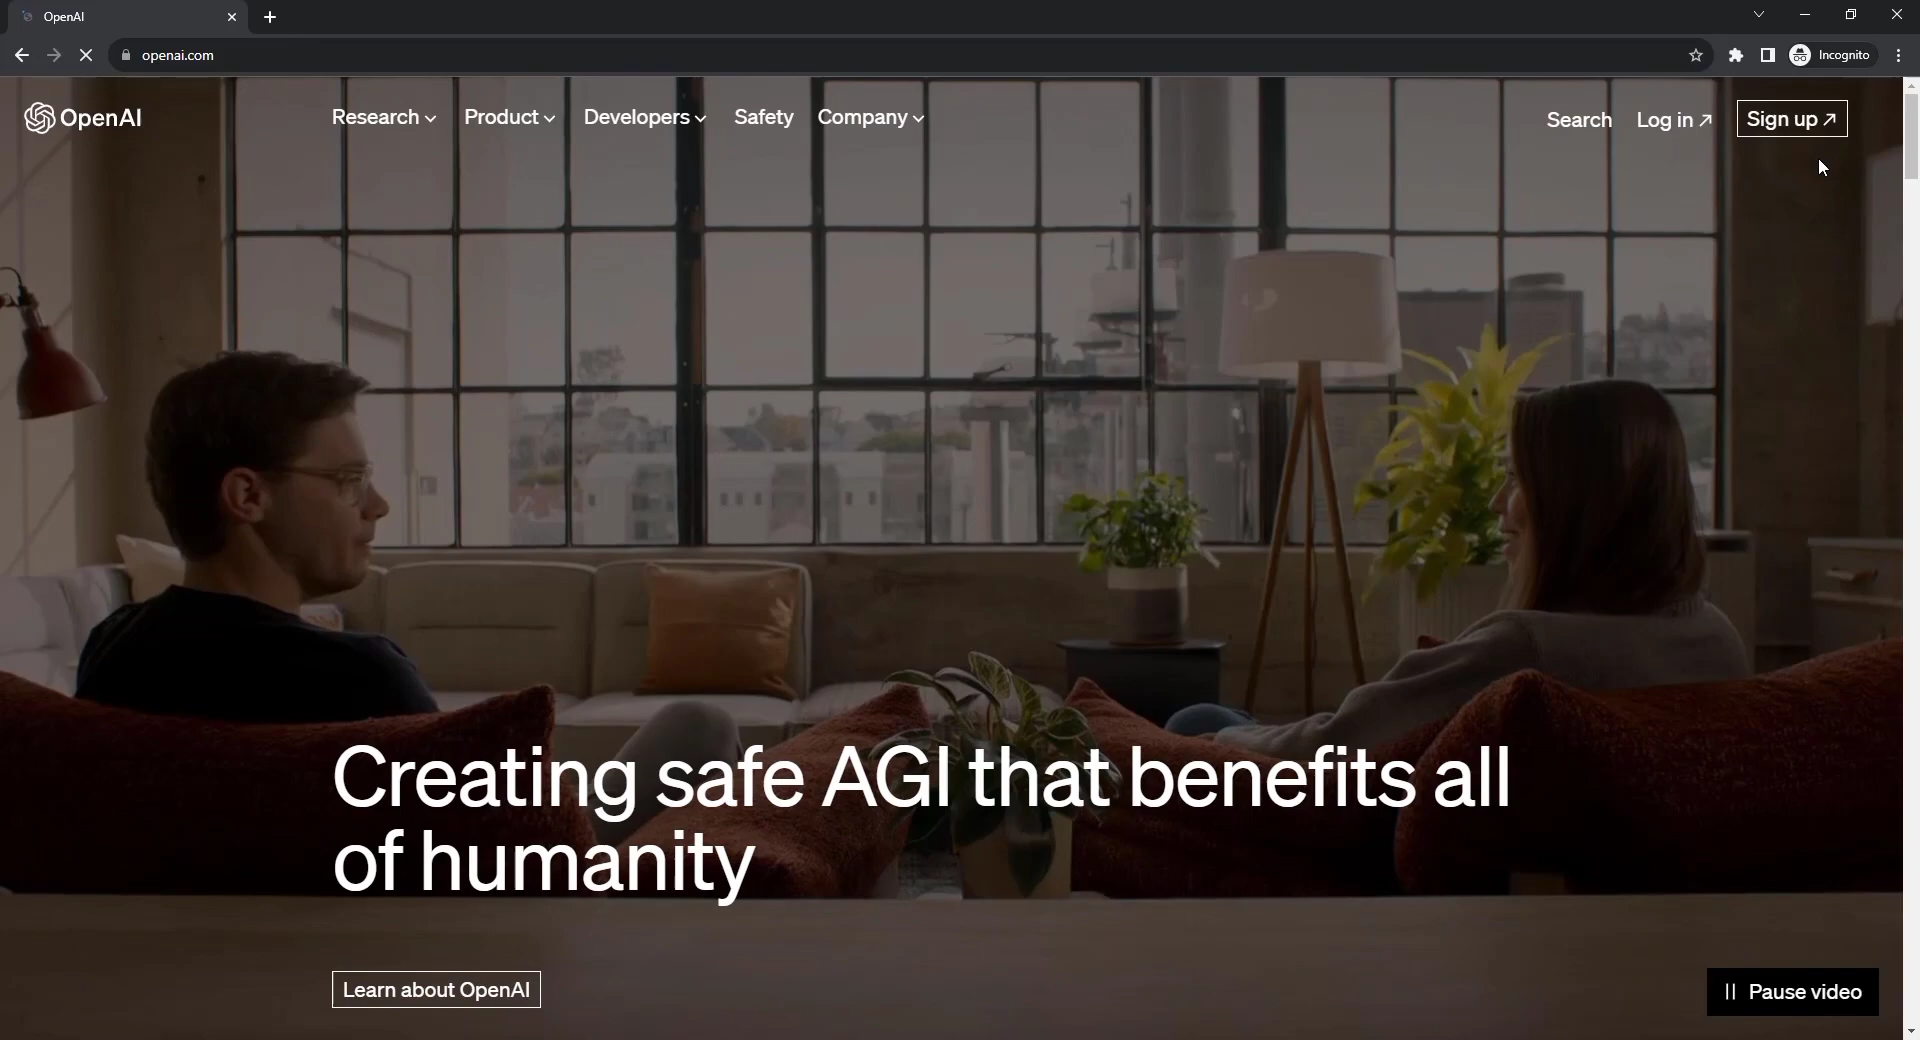 OpenAI
openai.com
Incognito
OpenAI
Research
Product
Developers
Safety
Company
Search
Log in ↗
Sign up ↗
Creating safe AGI that benefits all
of humanity
Learn about OpenAI
Pause video